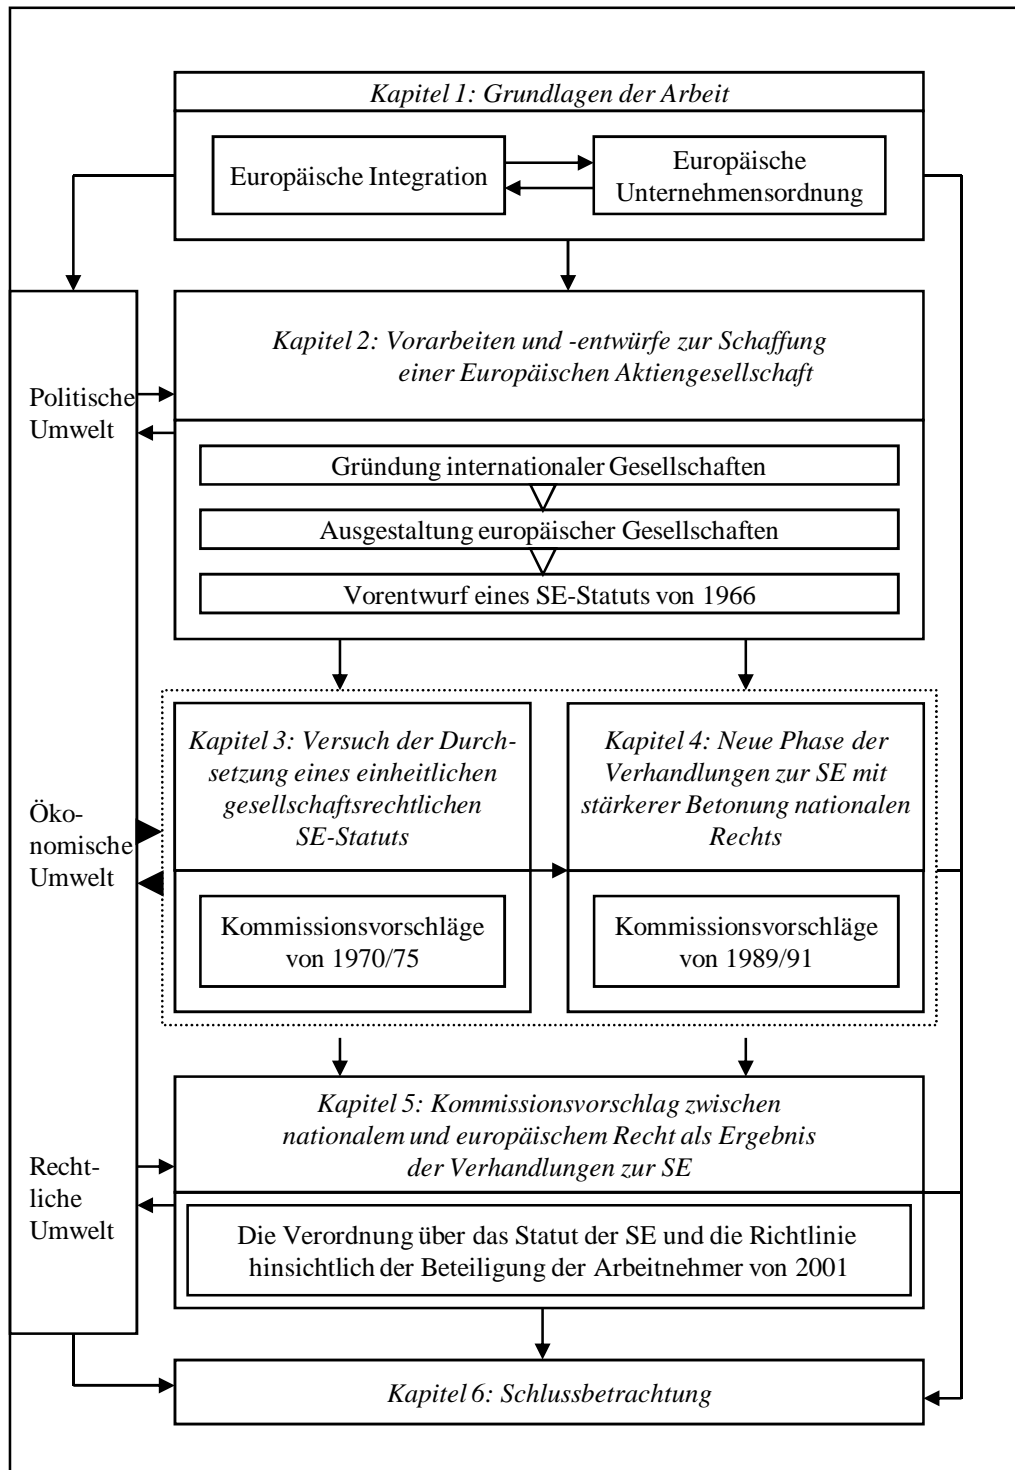 Kapitel 1: Grundlagen der Arbeit
Europäische Integration
Europäische
Unternehmensordnung
Kapitel 2: Vorarbeiten und -entwürfe zur Schaffung
einer Europäischen Aktiengesellschaft
Politische
Umwelt
Gründung internationaler Gesellschaften
Ausgestaltung europäischer Gesellschaften
Vorentwurf eines SE-Statuts von 1966
Kapitel 3: Versuch der Durch-
setzung eines einheitlichen
gesellschaftsrechtlichen
SE-Statuts
Kapitel 4: Neue Phase der
Verhandlungen zur SE mit
stärkerer Betonung nationalen
Rechts
Öko-
nomische
Umwelt
Kommissionsvorschläge
von 1970/75
Kommissionsvorschläge
von 1989/91
Kapitel 5: Kommissionsvorschlag zwischen
nationalem und europäischem Recht als Ergebnis
der Verhandlungen zur SE
Recht-
liche
Umwelt
Die Verordnung über das Statut der SE und die Richtlinie
hinsichtlich der Beteiligung der Arbeitnehmer von 2001
Kapitel 6: Schlussbetrachtung